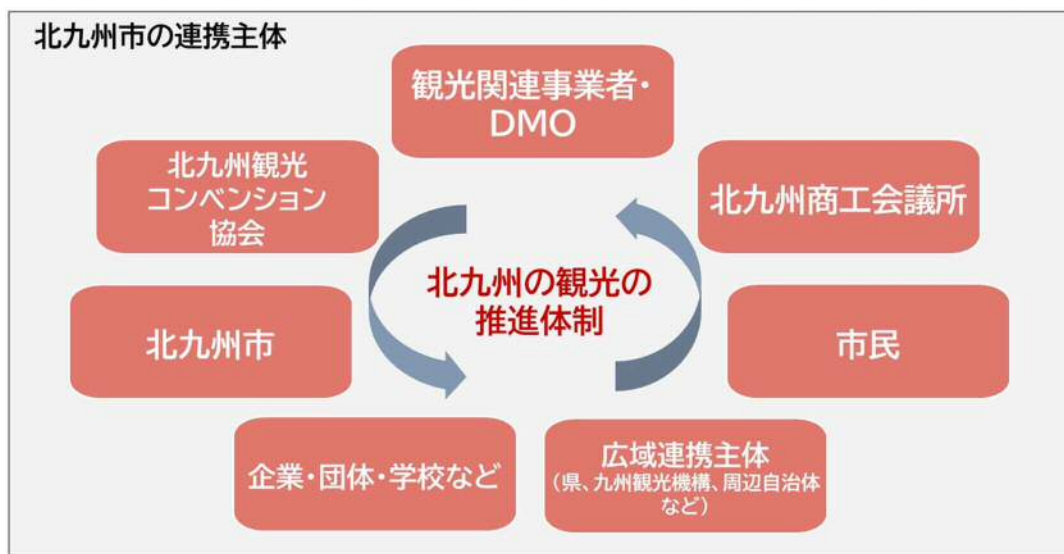 北九州市の連携主体
観光関連事業者・
DMO
北九州観光
コンベンション
協会
北九州商工会議所
北九州の観光の
推進体制
北九州市
市民
企業・団体・学校など
広域連携主体
（県、九州観光機構、周辺自治体
など）